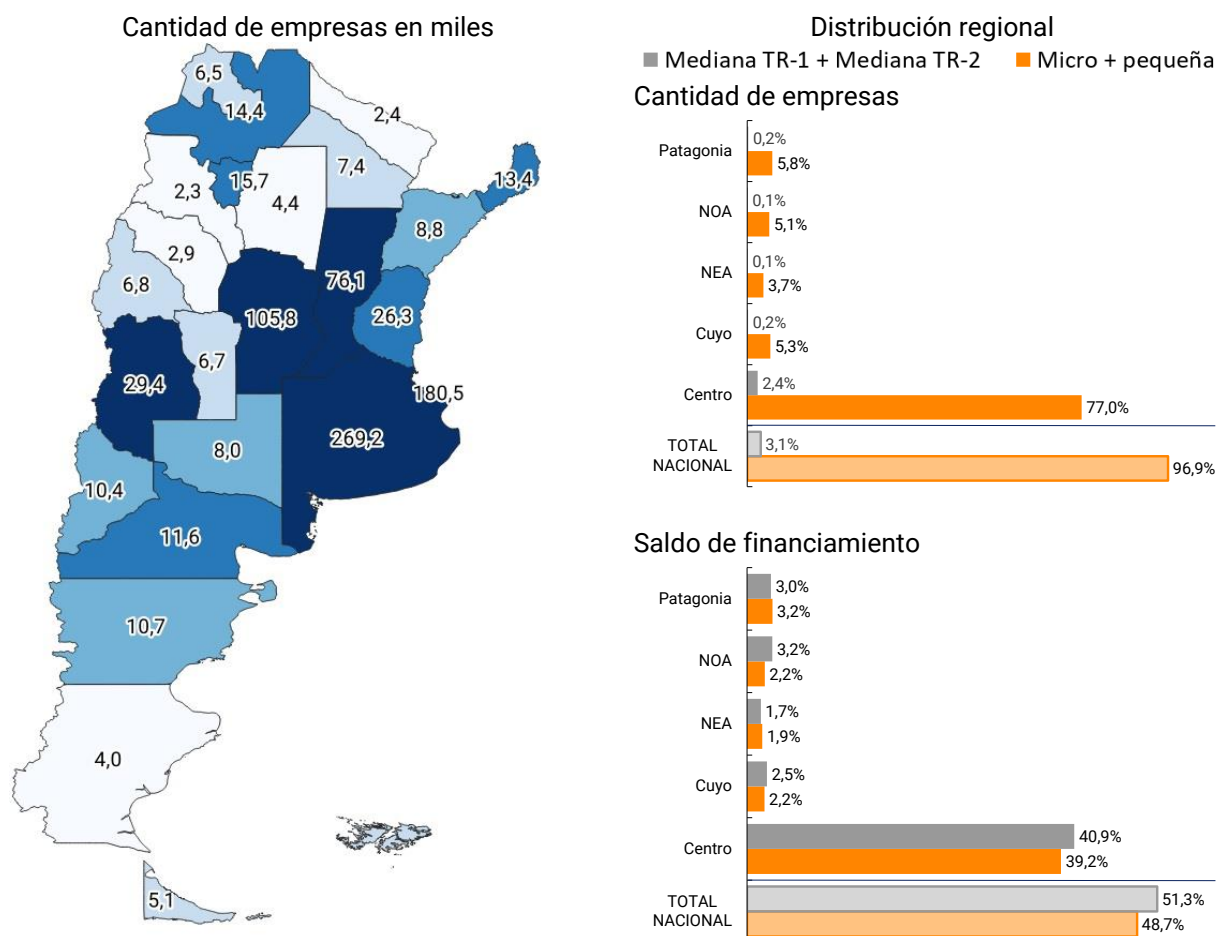 Cantidad de empresas en miles
6,5
14,4
2,4
7,4
15,7
13,4
2,3
4,4
8,8
2,9
76,1
6,8
105,8
26,3
6,7
29,4
180,5
269,2
8,0
10,4
11,6
10,7
4,0
5,1
Distribución regional
Mediana TR-1 + Mediana TR-2 Micro + pequeña
Cantidad de empresas
Patagonia
0,2%
5,8%
NOA
0,1%
5,1%
NEA
0,1%
3,7%
Cuyo
0,2%
5,3%
Centro
2,4%
77,0%
TOTAL
NACIONAL
3,1%
96,9%
Saldo de financiamiento
Patagonia
3,0%
3,2%
NOA
3,2%
2,2%
NEA
1,7%
1,9%
Cuyo
2,5%
2,2%
Centro
40,9%
39,2%
TOTAL
NACIONAL
51,3%
48,7%